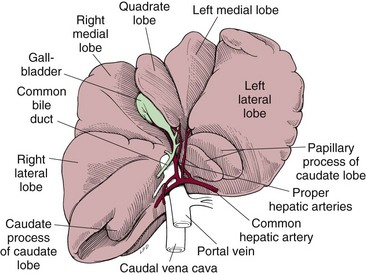 Quadrate
lobe
Left medial lobe
Right
medial
lobe
Gall-
bladder
Common
bile
duct
Left
lateral
lobe
Right
lateral
lobe
Papillary
process of
caudate lobe
Proper
hepatic arteries
Caudate
process
of caudate
lobe
Common
hepatic artery
Portal vein
Caudal vena cava